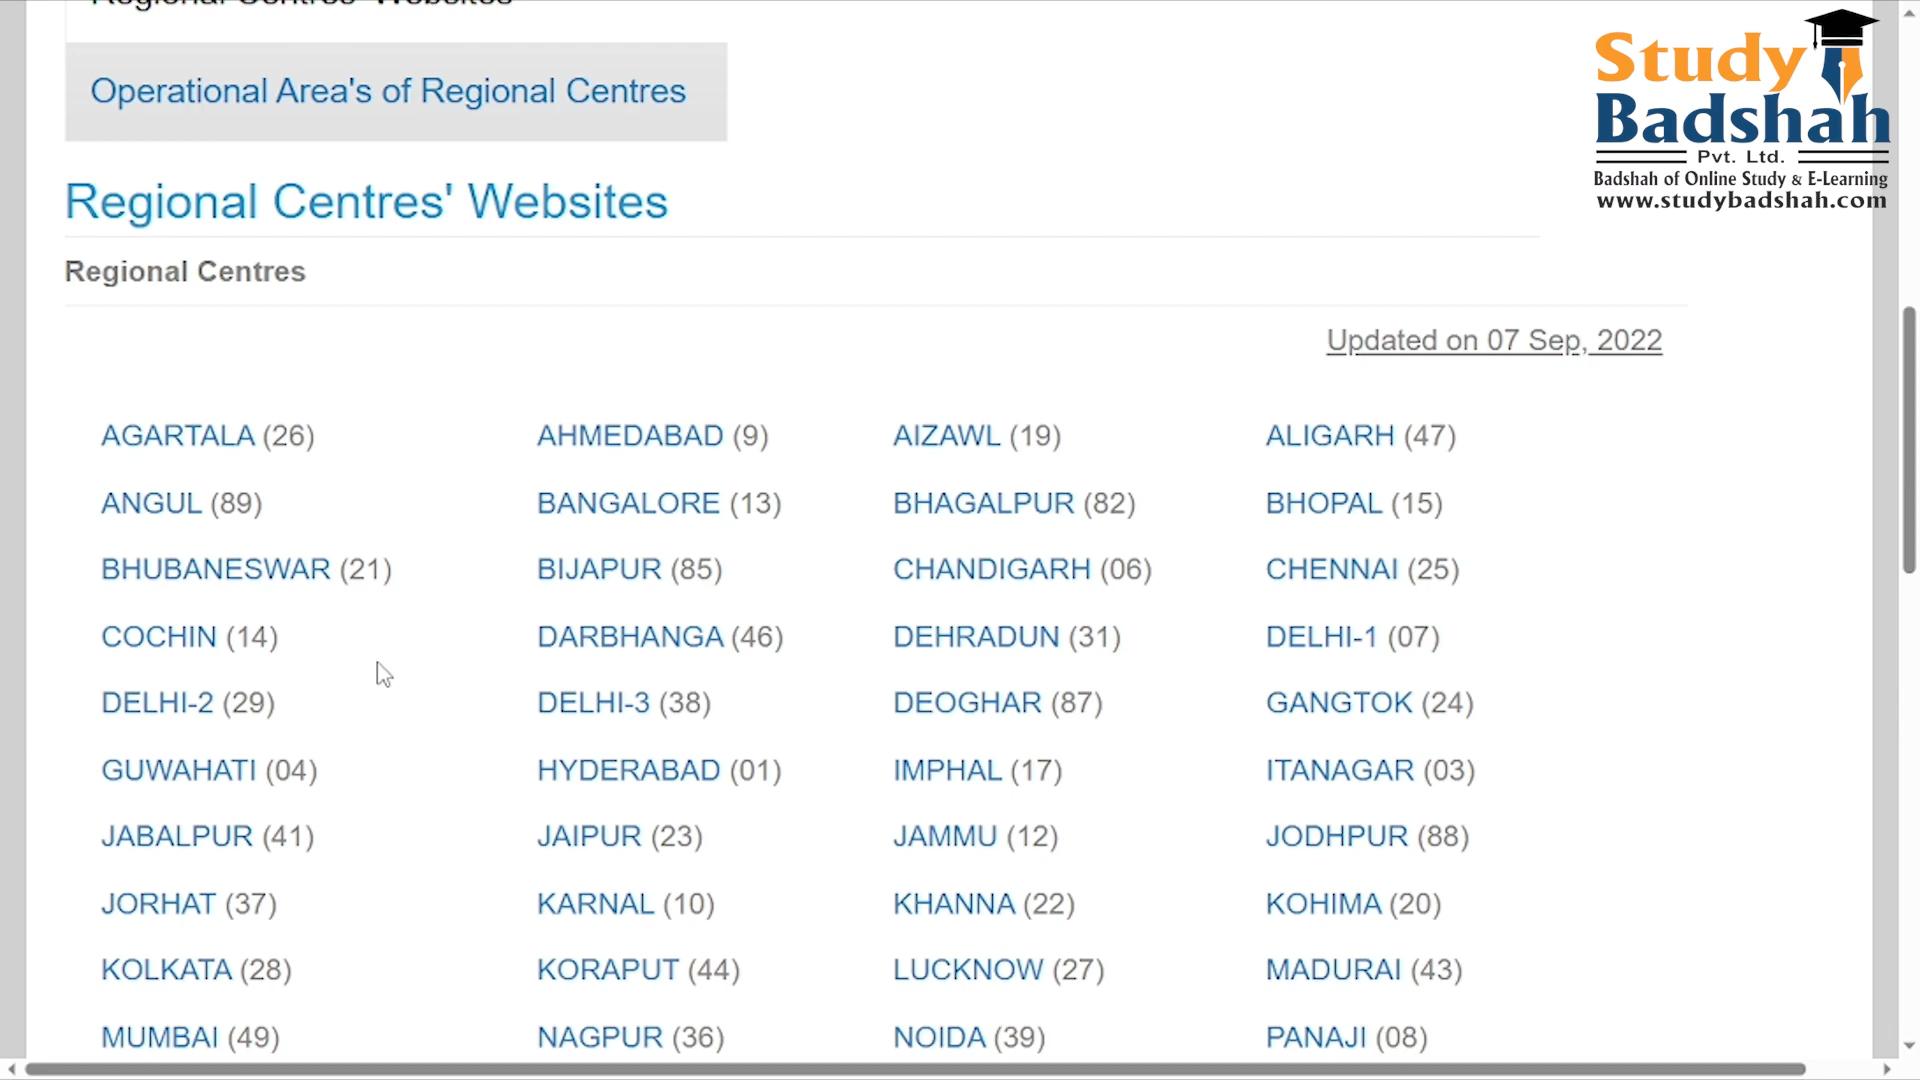 Regional Centres' Websites
Operational Area's of Regional Centres
Study
Badshah
Pvt. Ltd.
Badshah of Online Study & E-Learning
www.studybadshah.com
Regional Centres' Websites
Regional Centres
Updated on 07 Sep, 2022
AGARTALA (26) AHMEDABAD (9) AIZAWL (19) ALIGARH (47)
ANGUL (89) BANGALORE (13) BHAGALPUR (82) BHOPAL (15)
BHUBANESWAR (21) BIJAPUR (85) CHANDIGARH (06) CHENNAI (25)
COCHIN (14) DARBHANGA (46) DEHRADUN (31) DELHI-1 (07)
DELHI-2 (29) DELHI-3 (38) DEOGHAR (87) GANGTOK (24)
GUWAHATI (04) HYDERABAD (01) IMPHAL (17) ITANAGAR (03)
JABALPUR (41) JAIPUR (23) JAMMU (12) JODHPUR (88)
JORHAT (37) KARNAL (10) KHANNA (22) KOHIMA (20)
KOLKATA (28) KORAPUT (44) LUCKNOW (27) MADURAI (43)
MUMBAI (49) NAGPUR (36) NOIDA (39) PANAJI (08)